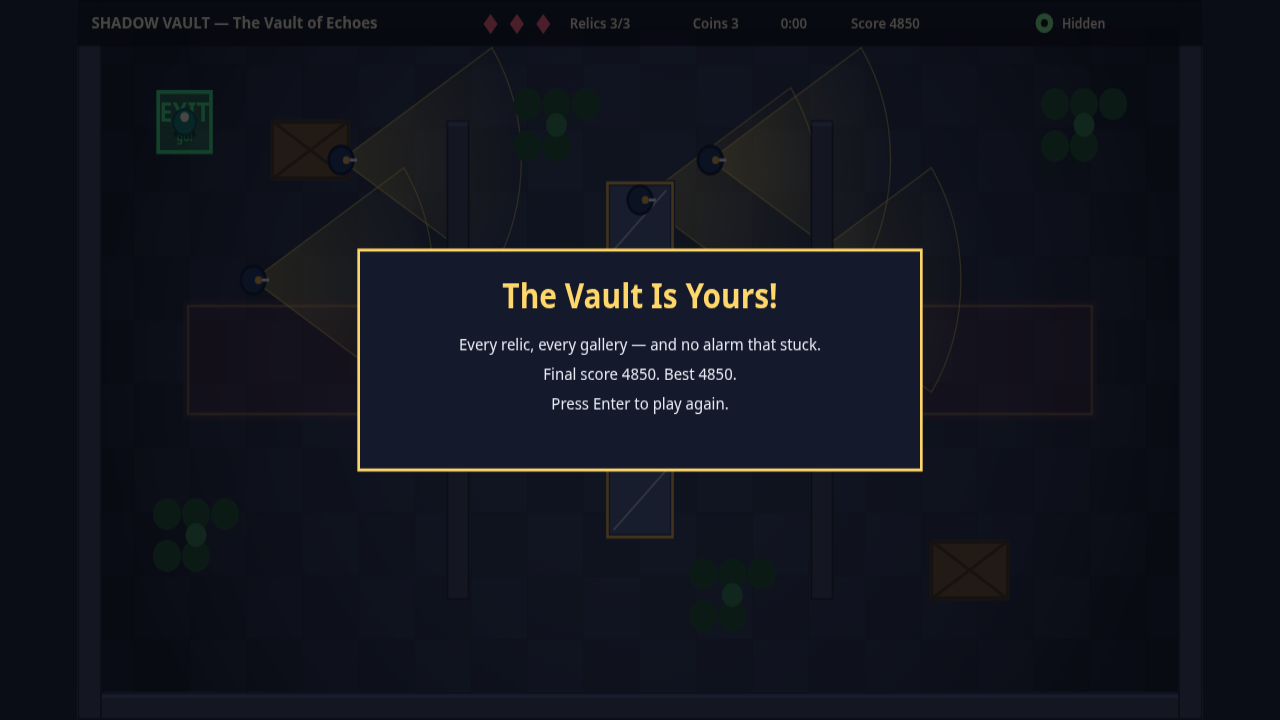 SHADOW VAULT — The Vault of Echoes
Relics 3/3
Coins 3
0:00
Score 4850
Hidden
EXIT
go!
The Vault Is Yours!
Every relic, every gallery — and no alarm that stuck.
Final score 4850. Best 4850.
Press Enter to play again.